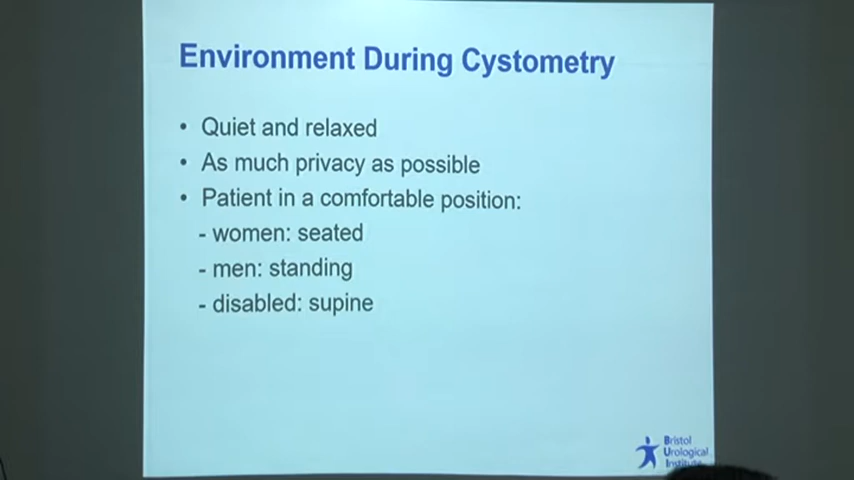 Environment During Cystometry
• Quiet and relaxed
• As much privacy as possible
• Patient in a comfortable position:
- women: seated
- men: standing
- disabled: supine
Bristol
Urological
Institute